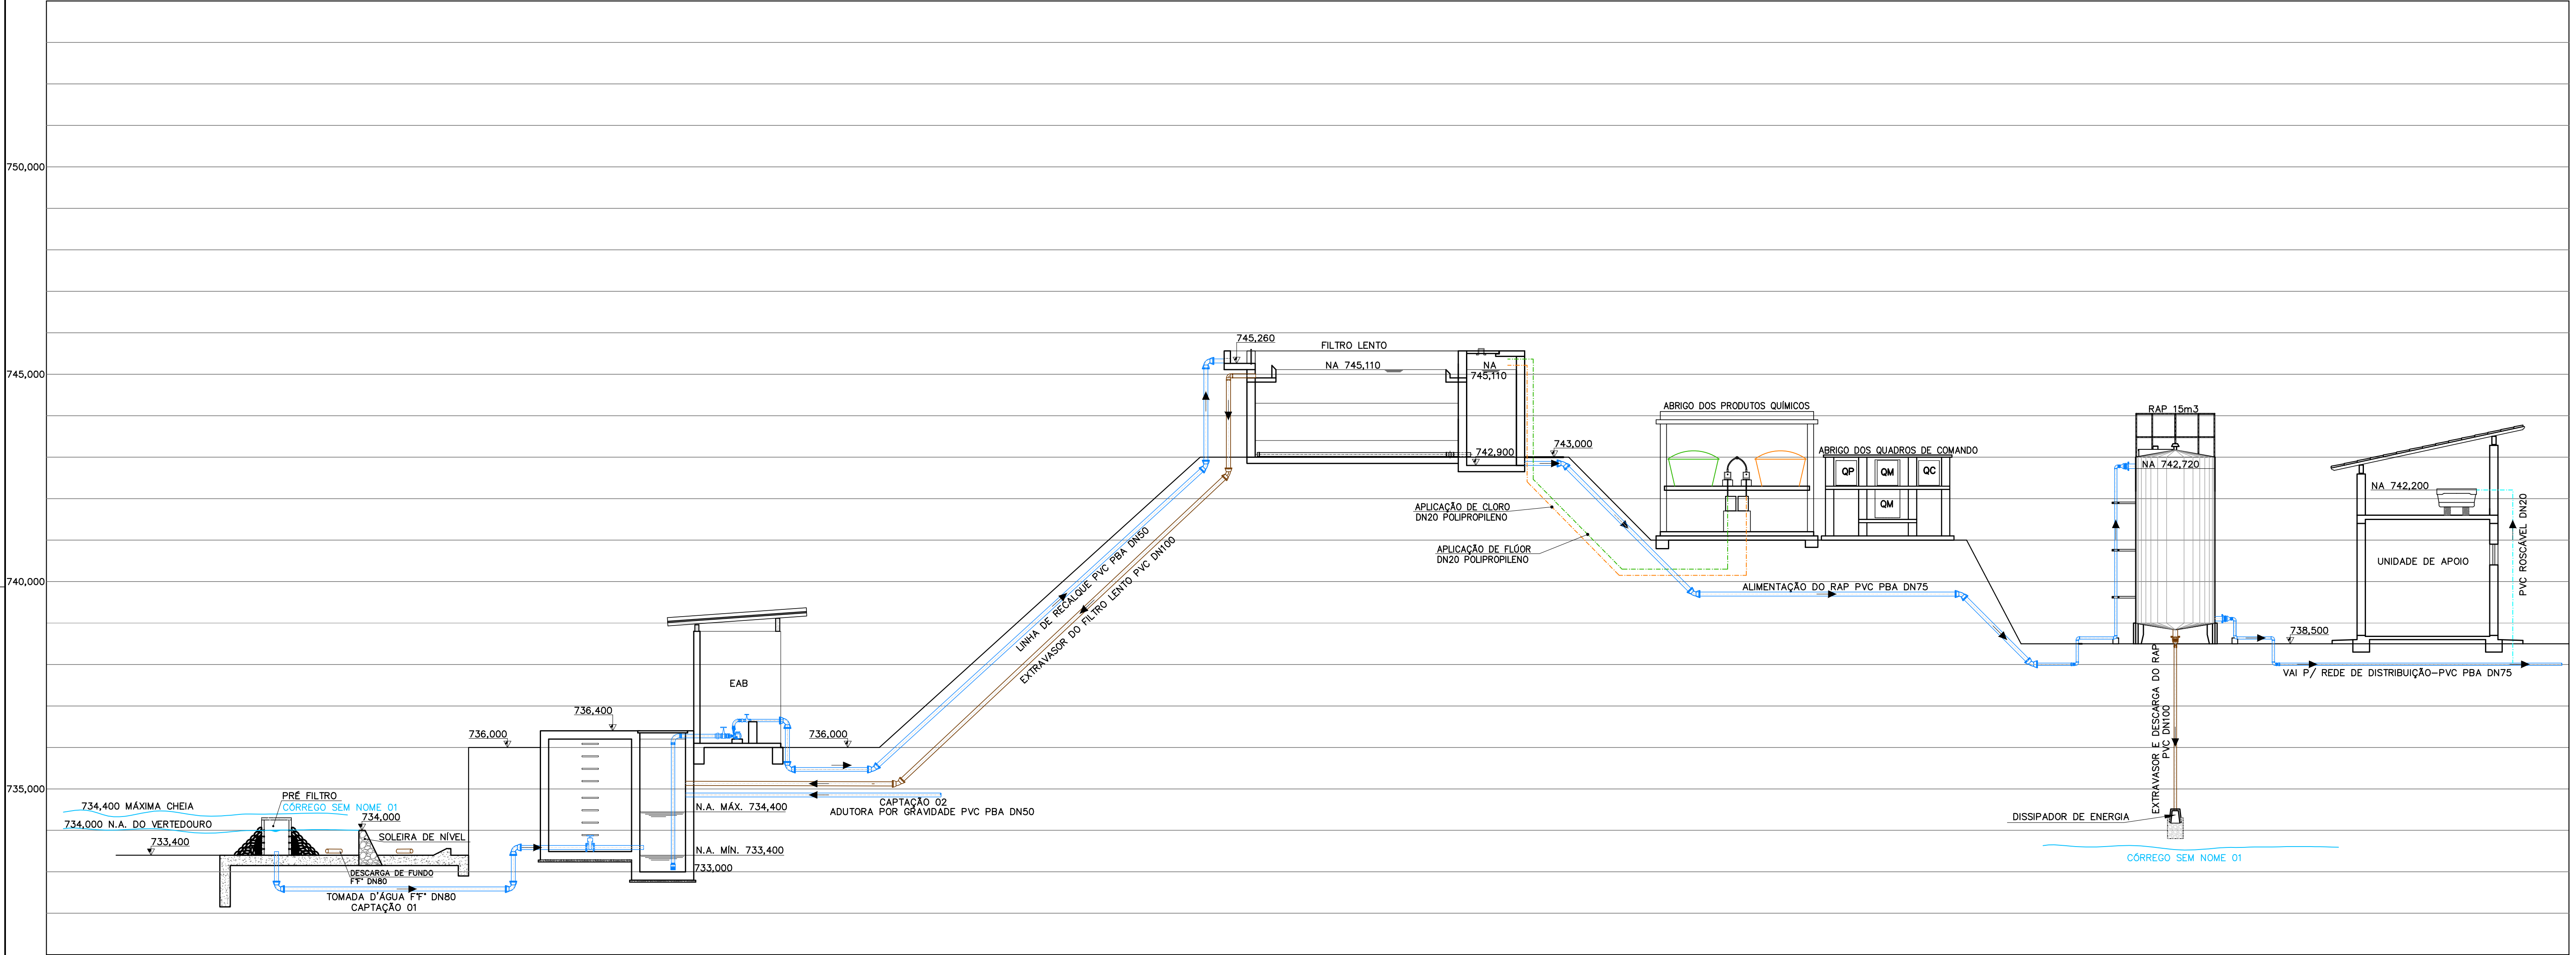 750,000
745,000
740,000
735,000
734,400 MÁXIMA CHEIA
734,000 N.A. DO VERTEDOURO
733,400
PRÉ FILTRO
CÓRREGO SEM NOME 01
734,000
SOLEIRA DE NÍVEL
DESCARGA DE FUNDO
F°F° DN80
TOMADA D'ÁGUA F°F° DN80
CAPTAÇÃO 01
736,000
736,400
N.A. MÁX. 734,400
N.A. MÍN. 733,400
733,000
EAB
736,000
CAPTAÇÃO 02
ADUTORA POR GRAVIDADE PVC PBA DN50
LINHA DE RECALQUE PVC PBA DN50
EXTRAVASOR DO FILTRO LENTO PVC DN100
745,260
FILTRO LENTO
NA 745,110
NA
745,110
742,900
743,000
APLICAÇÃO DE CLORO
DN20 POLIPROPILENO
APLICAÇÃO DE FLÚOR
DN20 POLIPROPILENO
ABRIGO DOS PRODUTOS QUÍMICOS
ABRIGO DOS QUADROS DE COMANDO
QP
QM
QC
QM
ALIMENTAÇÃO DO RAP PVC PBA DN75
RAP 15m3
NA 742,720
EXTRAVASOR E DESCARGA DO RAP
PVC DN100
DISSIPADOR DE ENERGIA
CÓRREGO SEM NOME 01
738,500
VAI P/ REDE DE DISTRIBUIÇÃO-PVC PBA DN75
NA 742,200
UNIDADE DE APOIO
PVC ROSCÁVEL DN20